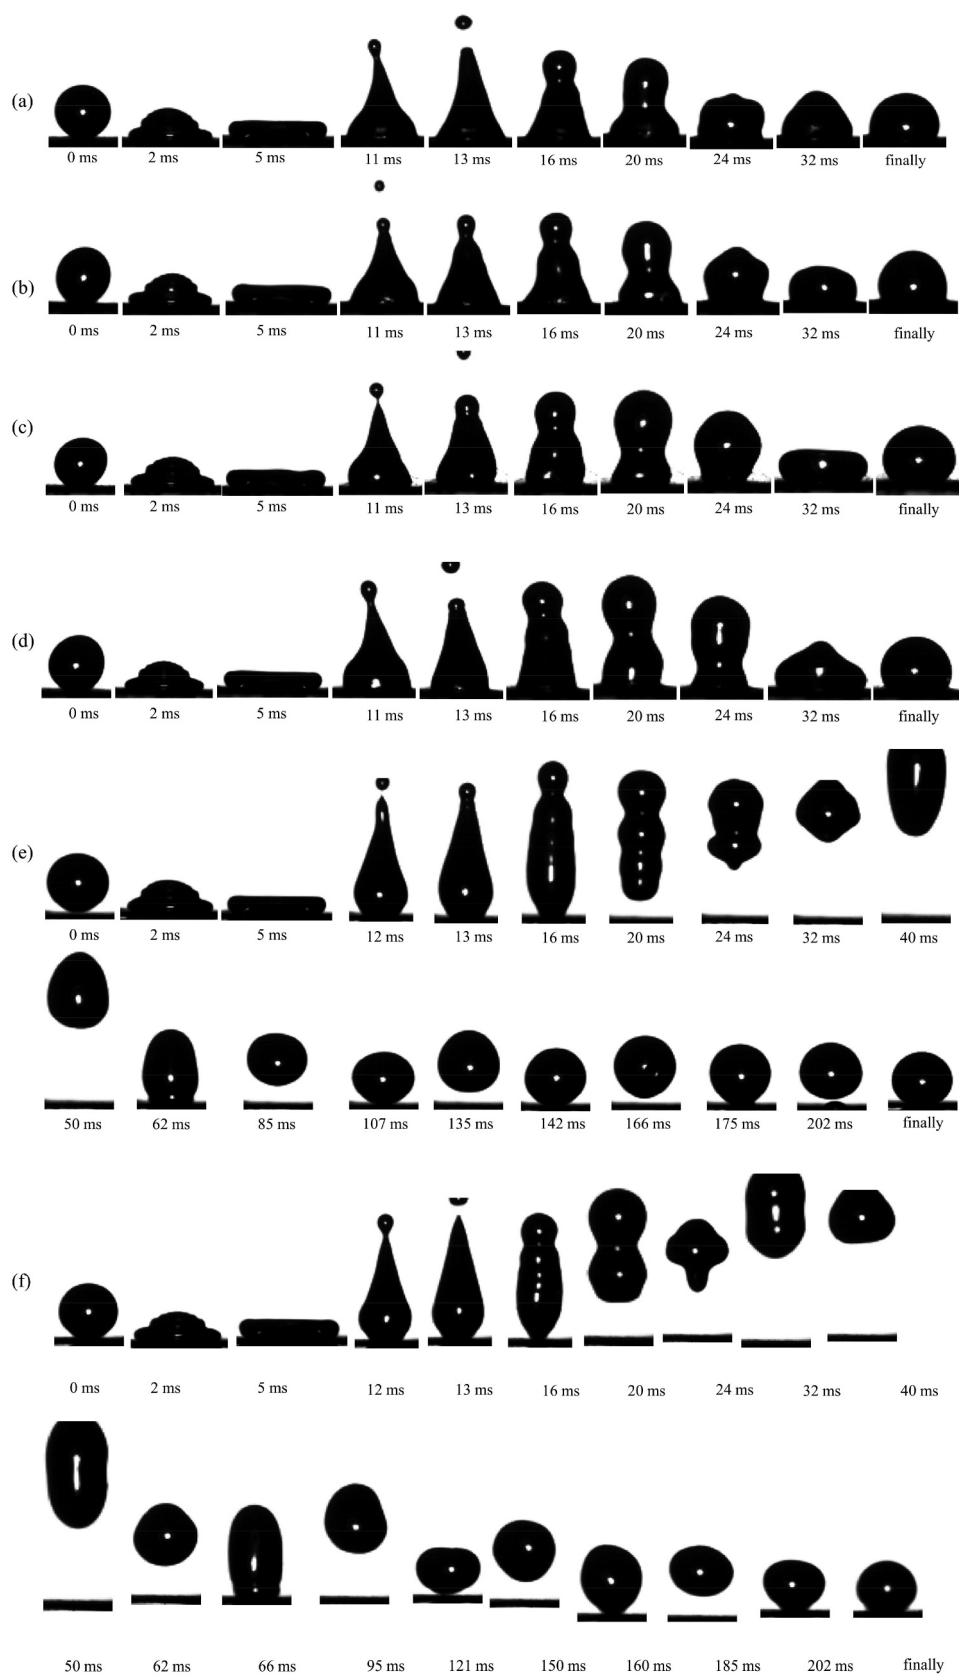 (a)
0 ms 2 ms 5 ms 11 ms 13 ms 16 ms 20 ms 24 ms 32 ms finally
(b)
0 ms 2 ms 5 ms 11 ms 13 ms 16 ms 20 ms 24 ms 32 ms finally
(c)
0 ms 2 ms 5 ms 11 ms 13 ms 16 ms 20 ms 24 ms 32 ms finally
(d)
0 ms 2 ms 5 ms 11 ms 13 ms 16 ms 20 ms 24 ms 32 ms finally
(e)
0 ms 2 ms 5 ms 12 ms 13 ms 16 ms 20 ms 24 ms 32 ms 40 ms
50 ms 62 ms 85 ms 107 ms 135 ms 142 ms 166 ms 175 ms 202 ms finally
(f)
0 ms 2 ms 5 ms 12 ms 13 ms 16 ms 20 ms 24 ms 32 ms 40 ms
50 ms 62 ms 66 ms 95 ms 121 ms 150 ms 160 ms 185 ms 202 ms finally